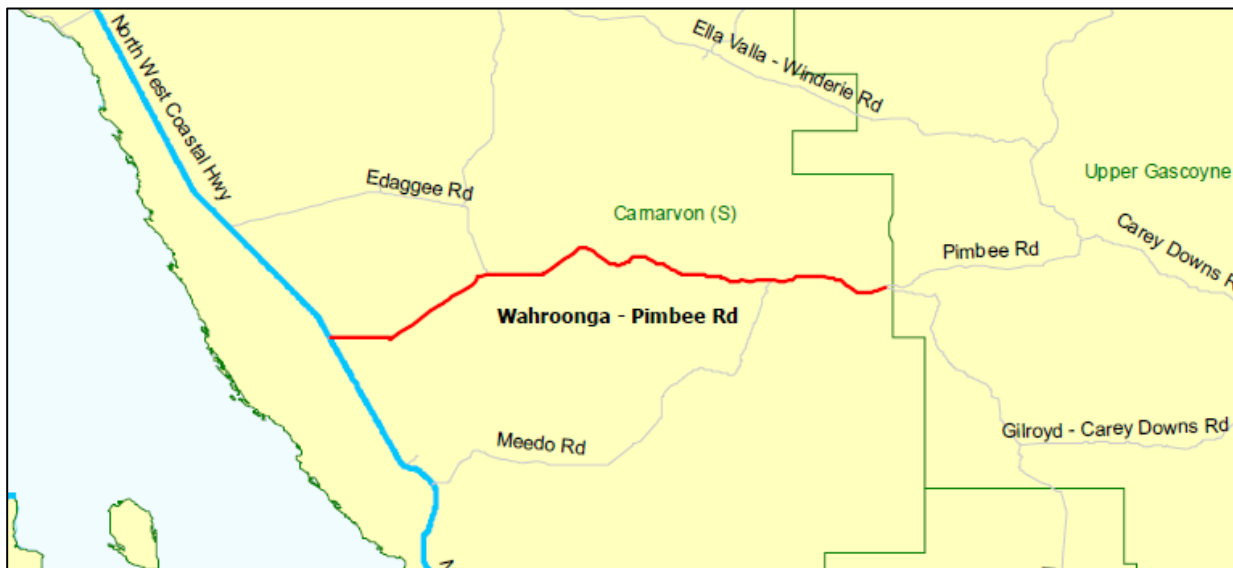 North West Coastal Hwy
Ella Valla - Winderie Rd
Edaggee Rd
Upper Gascoyne
Carnarvon (S)
Carey Downs R
Pimbee Rd
Wahroonga - Pimbee Rd
Gilroyd - Carey Downs Rd
Meedo Rd